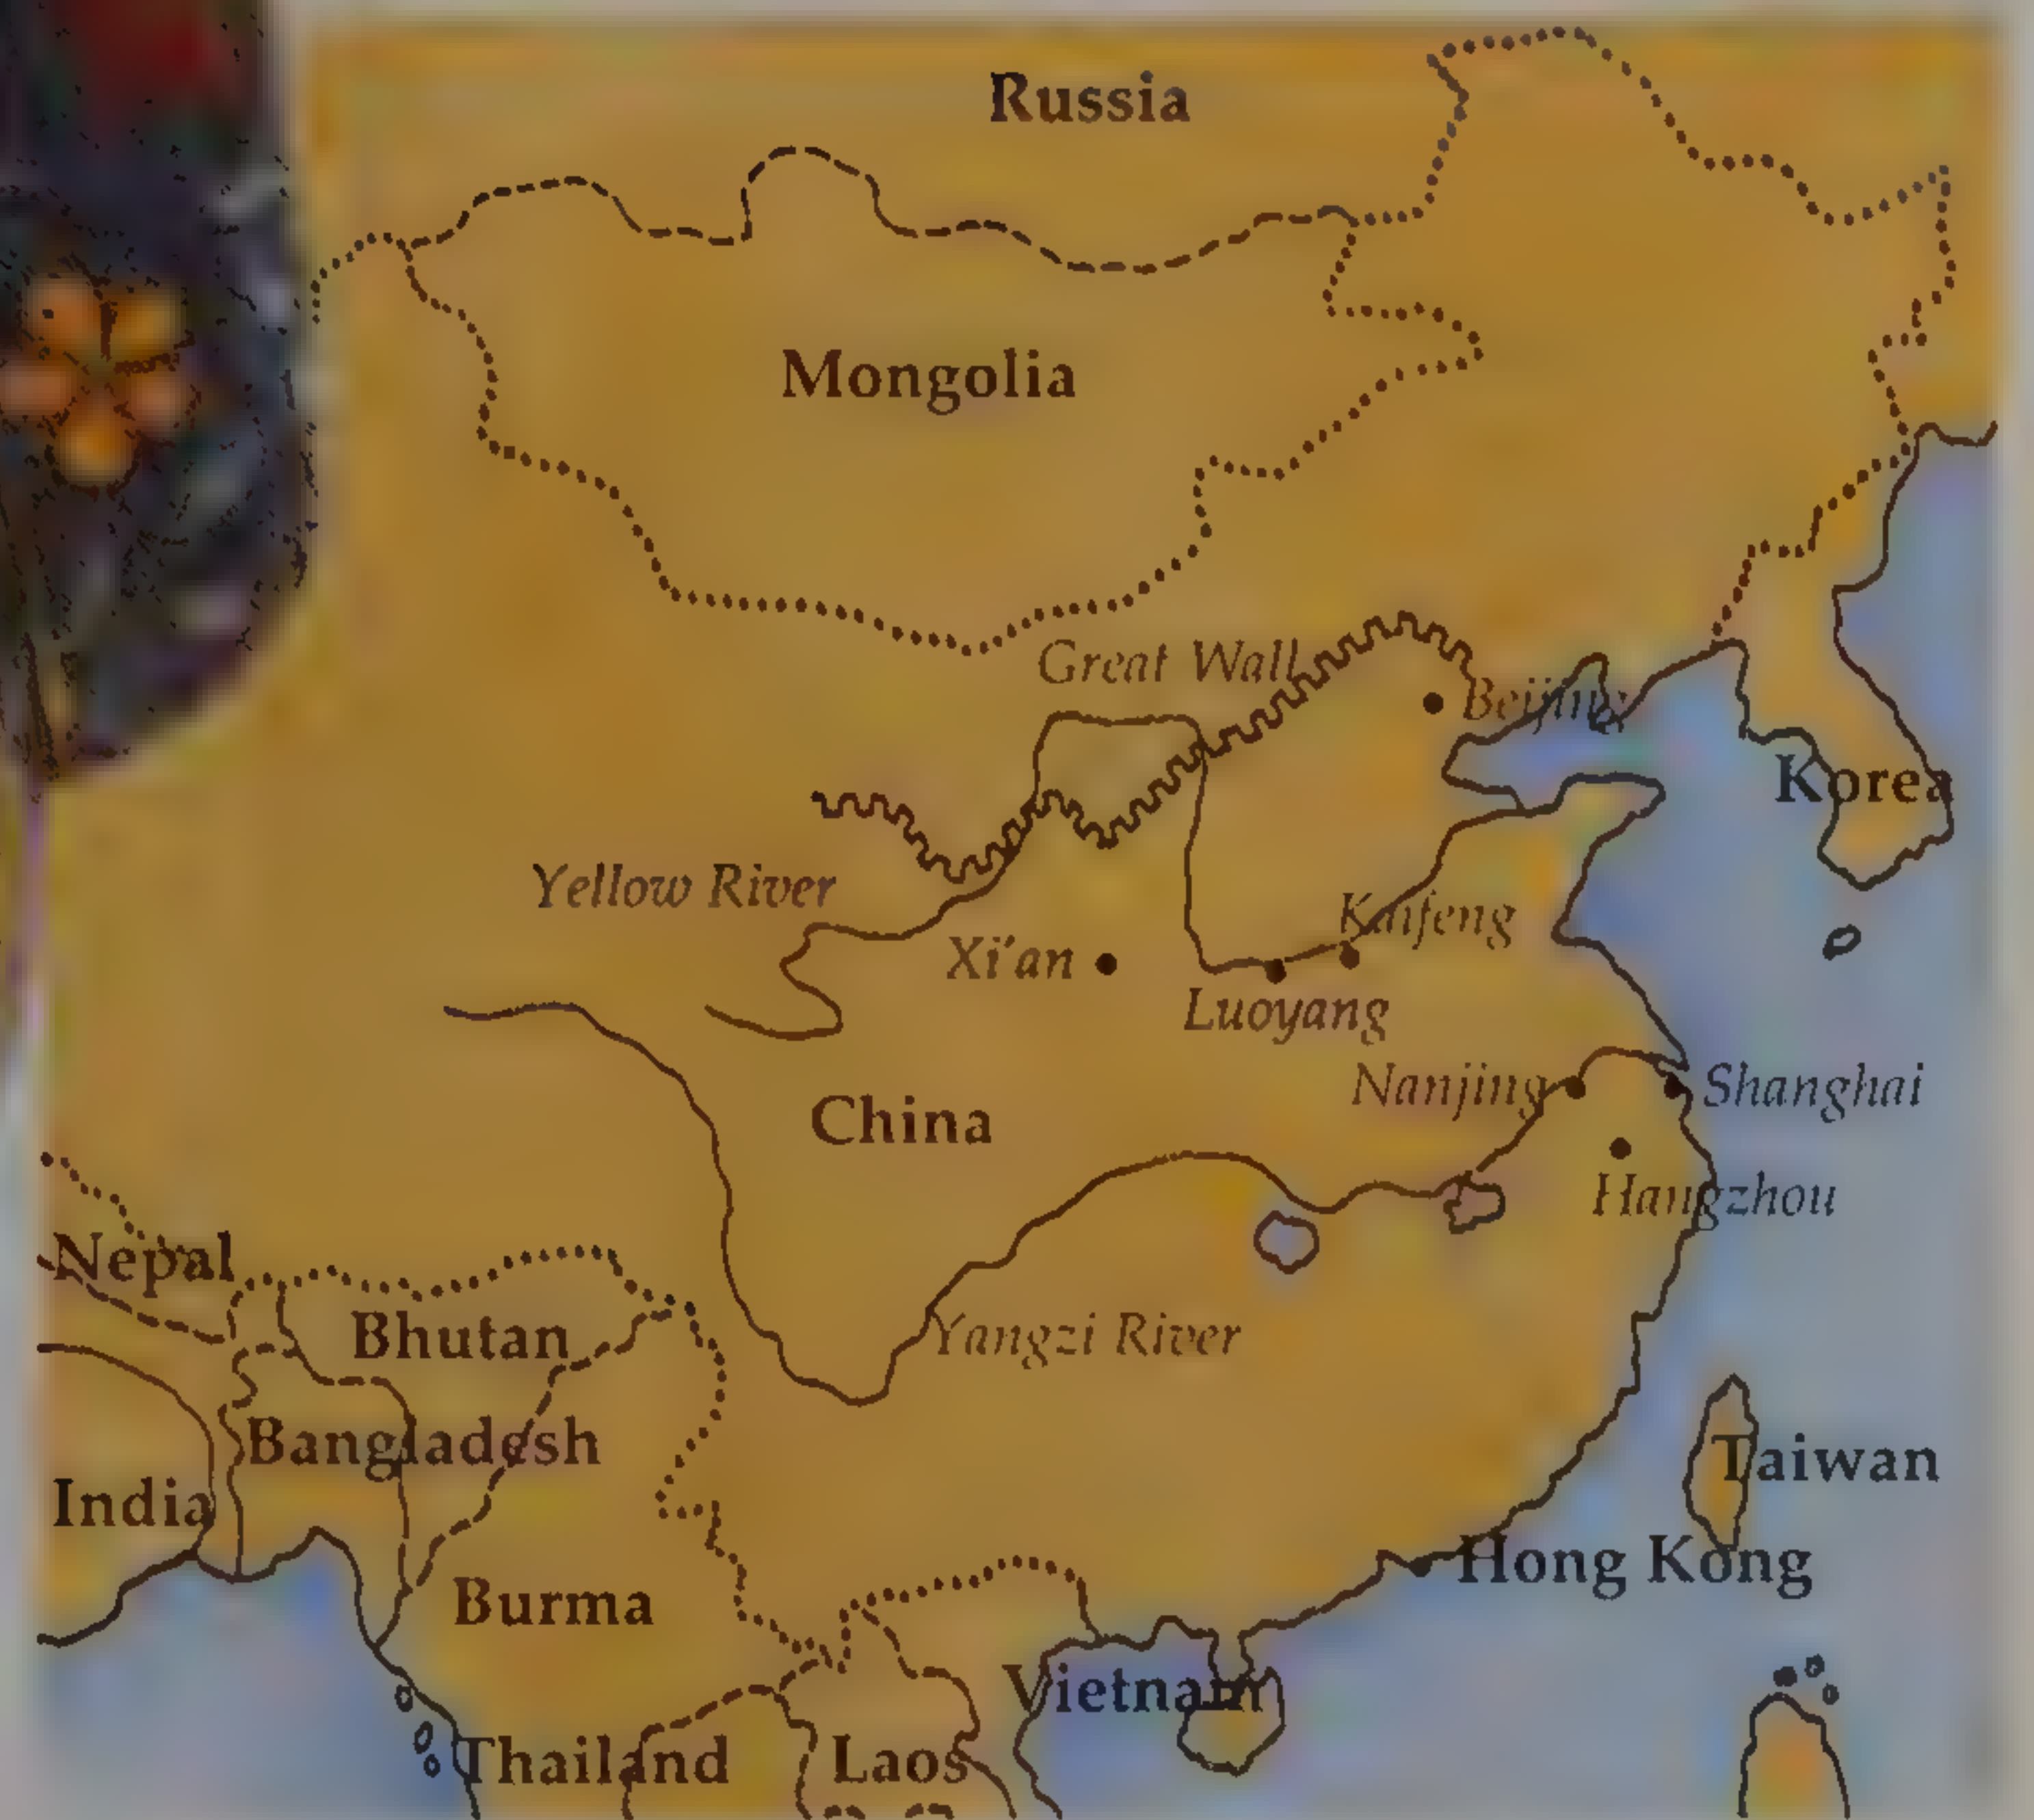 Russia
Mongolia
Great Wall
Beijing
Korea
Yellow River
Kaifeng
Xi'an
Luoyang
Nanjing
Shanghai
China
Hangzhou
Nepal
Bhutan
Yangzi River
Bangladesh
Taiwan
India
Hong Kong
Burma
Vietnam
Thailand
Laos